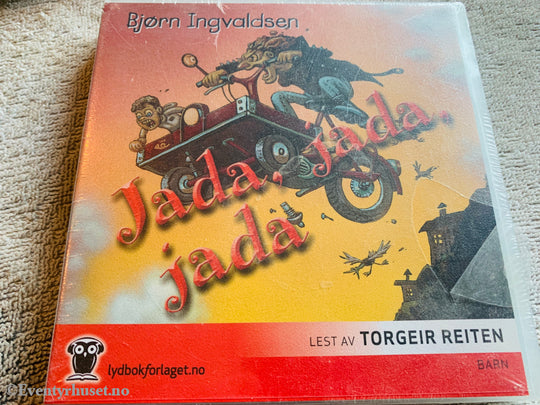 Bjørn Ingvaldsen
Jada, jada,
jada
LEST AV TORGEIR REITEN
lydbokforlaget.no
BARN
© Eventyrhuset.no